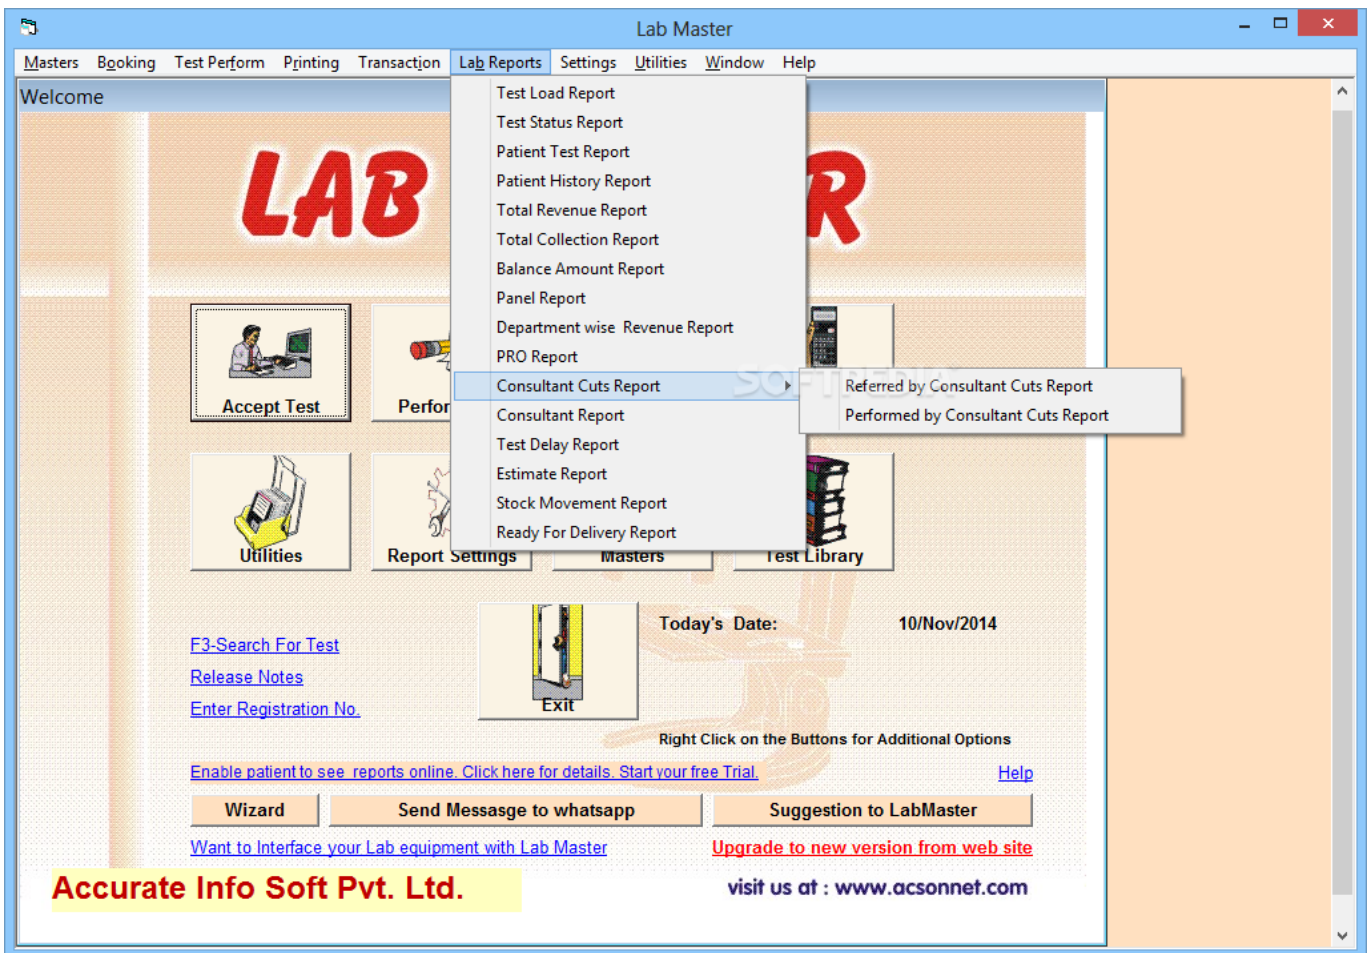 Lab Master
Masters Booking Test Perform Printing Transaction Lab Reports Settings Utilities Window Help
Welcome
LAB
R
Test Load Report
Test Status Report
Patient Test Report
Patient History Report
Total Revenue Report
Total Collection Report
Balance Amount Report
Panel Report
Department wise Revenue Report
PRO Report
Consultant Cuts Report
Consultant Report
Test Delay Report
Estimate Report
Stock Movement Report
Ready For Delivery Report
SOFTPEDIA
Referred by Consultant Cuts Report
Performed by Consultant Cuts Report
Accept Test
Perfor
Utilities
Report Settings
Masters
Test Library
Today's Date: 10/Nov/2014
F3-Search For Test
Release Notes
Enter Registration No.
Exit
Right Click on the Buttons for Additional Options
Enable patient to see reports online. Click here for details. Start your free Trial.
Help
Wizard
Send Messasge to whatsapp
Suggestion to LabMaster
Want to Interface your Lab equipment with Lab Master
Upgrade to new version from web site
Accurate Info Soft Pvt. Ltd.
visit us at : www.acsonnet.com